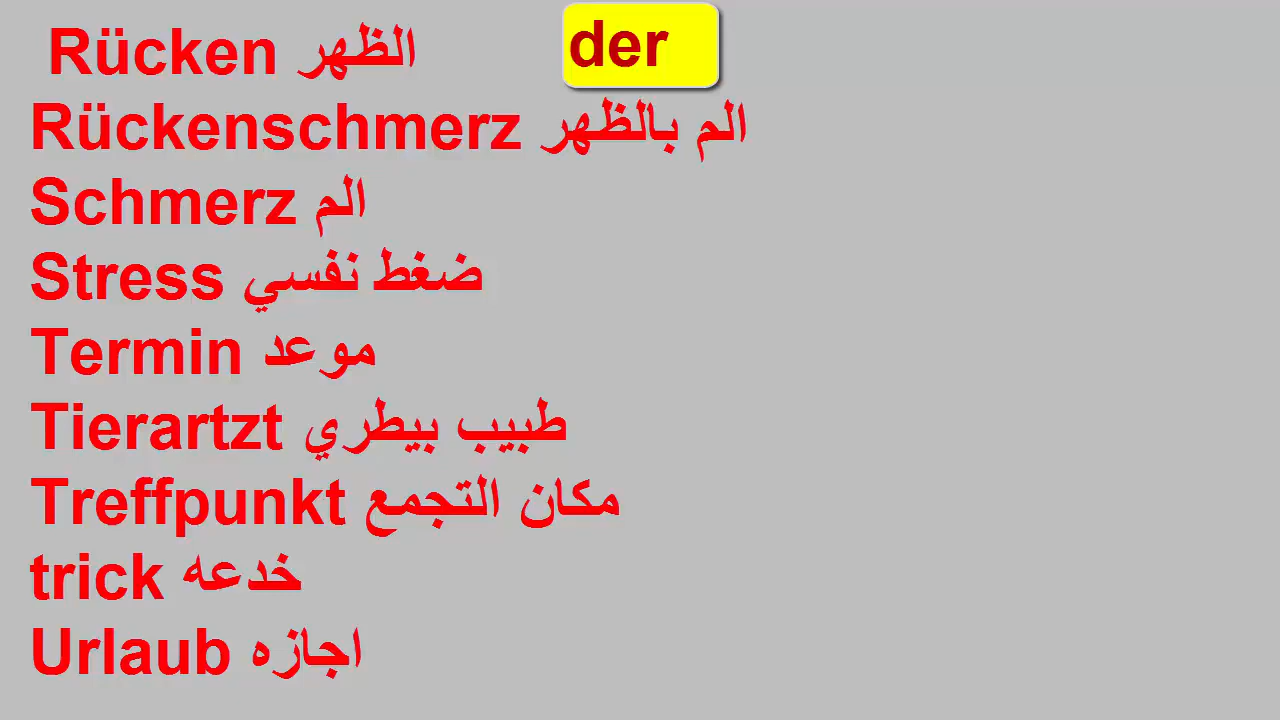 Rücken الظهر
der
Rückenschmerz الم بالظهر
Schmerz الم
Stress ضغط نفسي
Termin موعد
Tierartzt طبيب بيطري
Treffpunkt مكان التجمع
trick خدعه
Urlaub اجازه